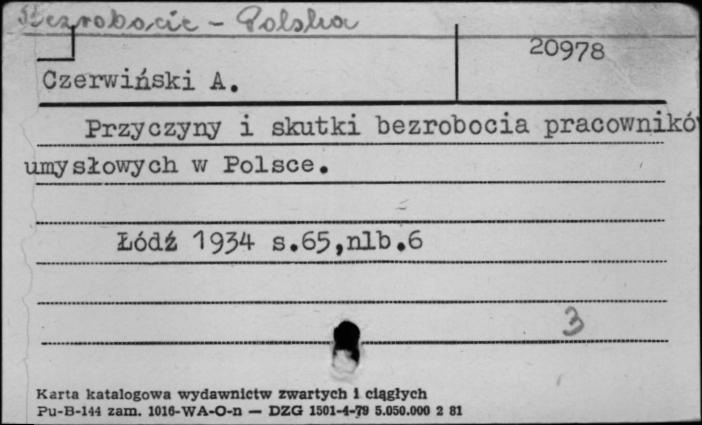 Bezrobocie - Polska
20978
Czerwiński A.
Przyczyny i skutki bezrobocia pracownikó
umysłowych w Polsce.
Łódź 1934 s.65,nlb.6
3
Karta katalogowa wydawnictw zwartych i ciągłych
Pu-B-144 zam. 1016-WA-O-n — DZG 1501-4-79 5.050.000 2 81